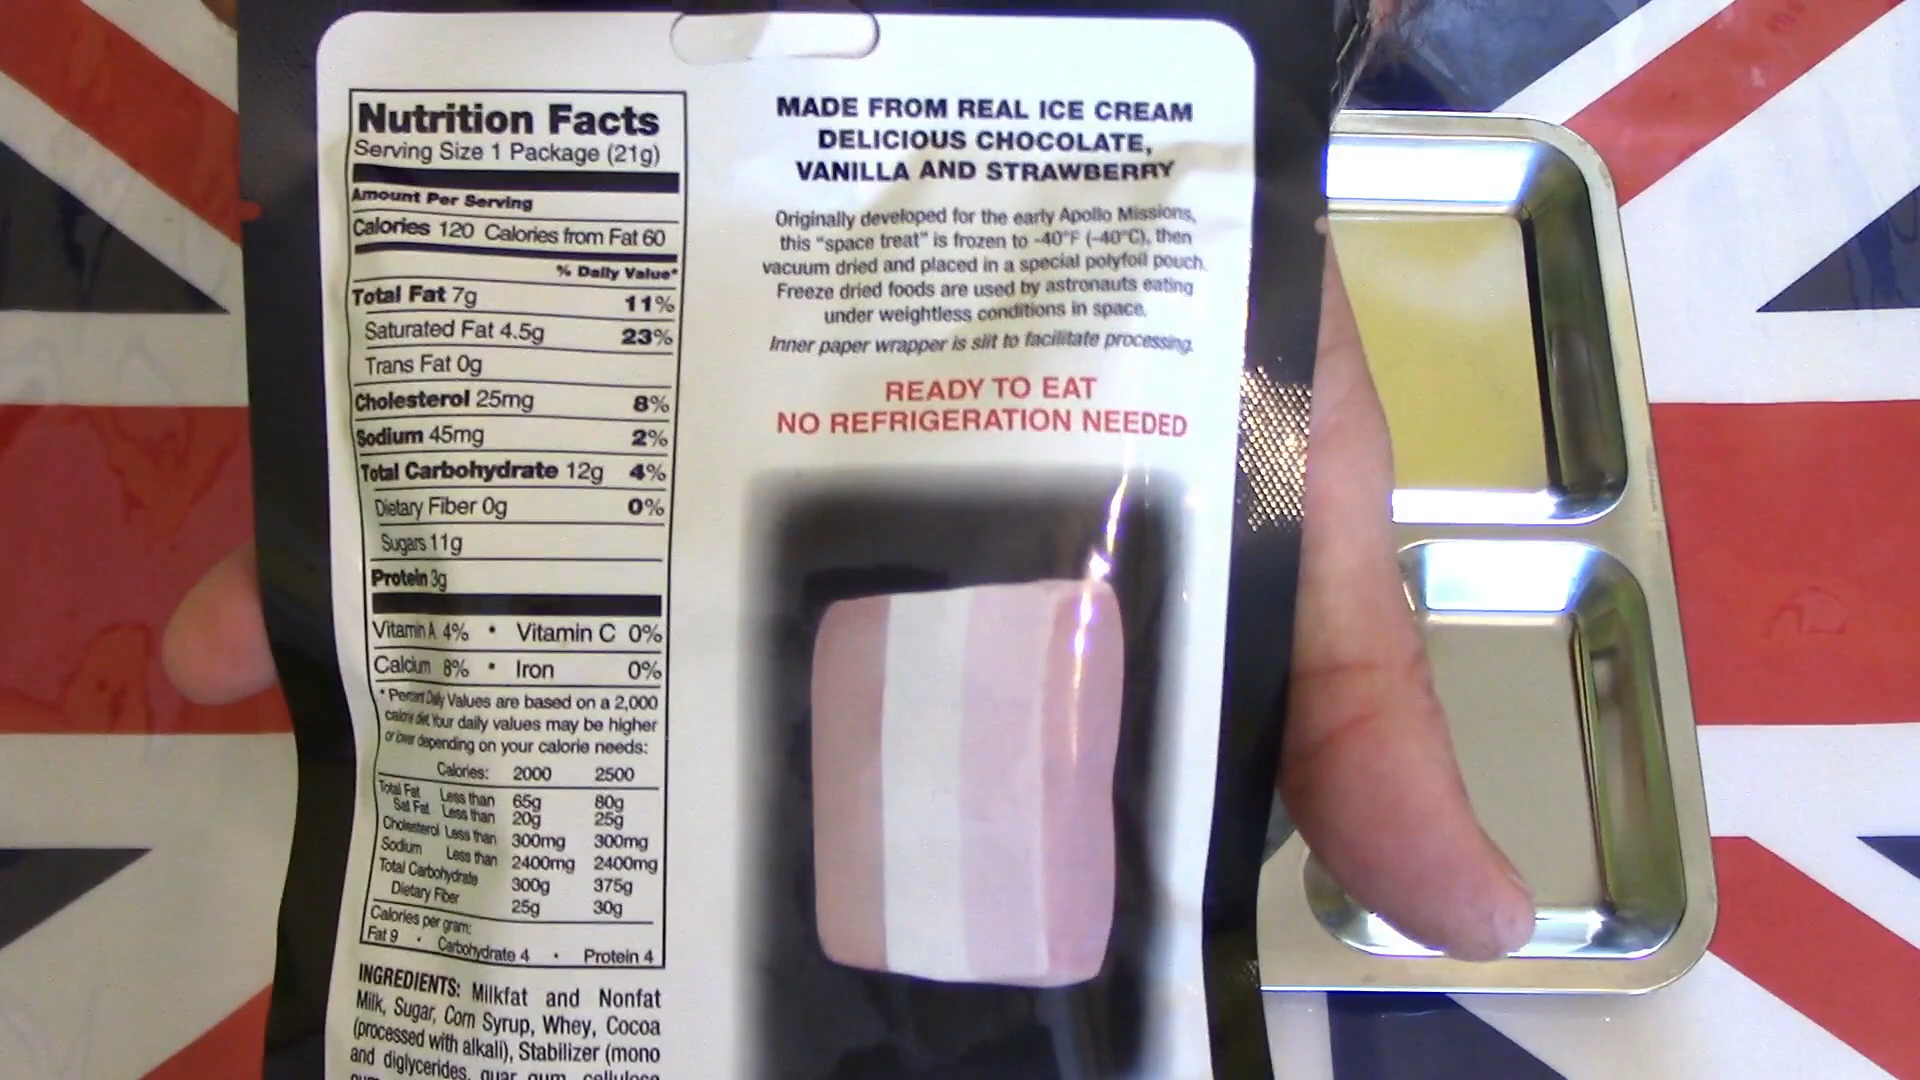 Nutrition Facts
Serving Size 1 Package (21g)
Amount Per Serving
Calories 120 Calories from Fat 60
% Daily Value*
Total Fat 7g 11%
Saturated Fat 4.5g 23%
Trans Fat 0g
Cholesterol 25mg 8%
Sodium 45mg 2%
Total Carbohydrate 12g 4%
Dietary Fiber 0g 0%
Sugars 11g
Protein 3g
Vitamin A 4% • Vitamin C 0%
Calcium 8% • Iron 0%
* Percent Daily Values are based on a 2,000
calorie diet. Your daily values may be higher
or lower depending on your calorie needs:
Calories: 2000 2500
Total Fat Less than 65g 80g
Sat Fat Less than 20g 25g
Cholesterol Less than 300mg 300mg
Sodium Less than 2400mg 2400mg
Total Carbohydrate 300g 375g
Dietary Fiber 25g 30g
Calories per gram:
Fat 9 • Carbohydrate 4 • Protein 4
INGREDIENTS: Milkfat and Nonfat
Milk, Sugar, Corn Syrup, Whey, Cocoa
(processed with alkali), Stabilizer (mono
and diglycerides, guar gum, cellulose
MADE FROM REAL ICE CREAM
DELICIOUS CHOCOLATE,
VANILLA AND STRAWBERRY
Originally developed for the early Apollo Missions,
this "space treat" is frozen to -40°F (-40°C), then
vacuum dried and placed in a special polyfoil pouch.
Freeze dried foods are used by astronauts eating
under weightless conditions in space.
Inner paper wrapper is slit to facilitate processing.
READY TO EAT
NO REFRIGERATION NEEDED